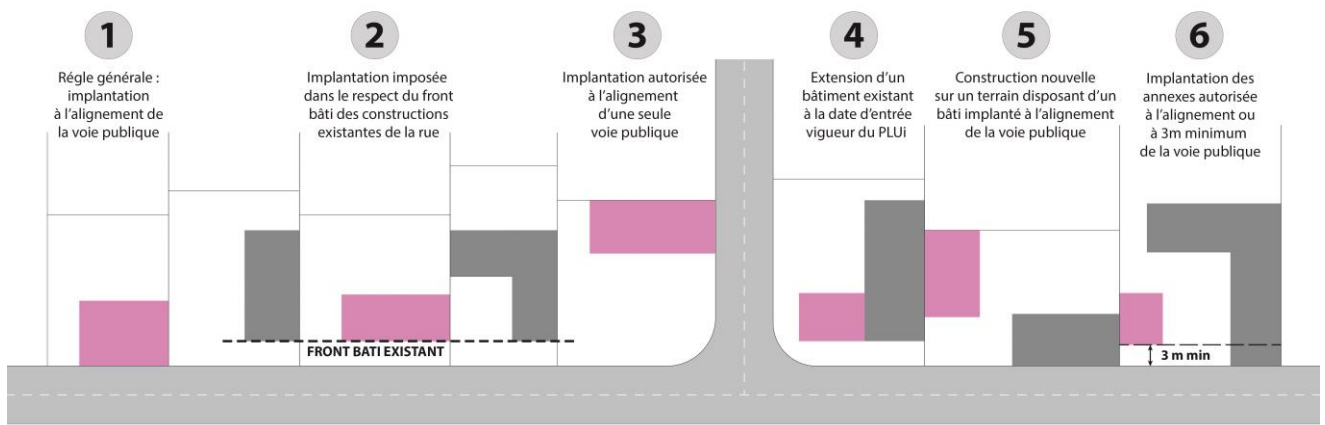 1
Régle générale :
implantation
à l'alignement de
la voie publique
2
Implantation imposée
dans le respect du front
bâti des constructions
existantes de la rue
3
Implantation autorisée
à l'alignement
d'une seule
voie publique
4
Extension d'un
bâtiment existant
à la date d'entrée
vigueur du PLUi
5
Construction nouvelle
sur un terrain disposant d'un
bâti implanté à l'alignement
de la voie publique
6
Implantation des
annexes autorisée
à l'alignement ou
à 3m minimum
de la voie publique
FRONT BATI EXISTANT
3 m min